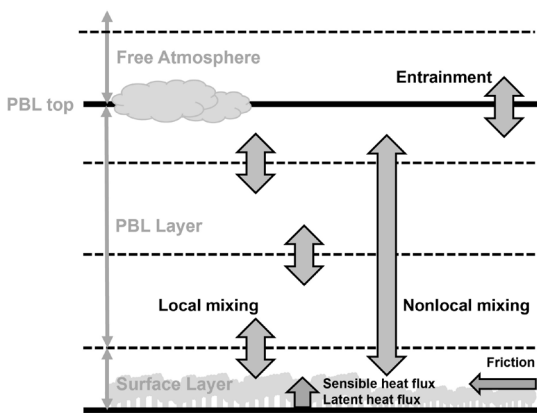 Free Atmosphere
Entrainment
PBL top
PBL Layer
Local mixing
Nonlocal mixing
Friction
Surface Layer
Sensible heat flux
Latent heat flux